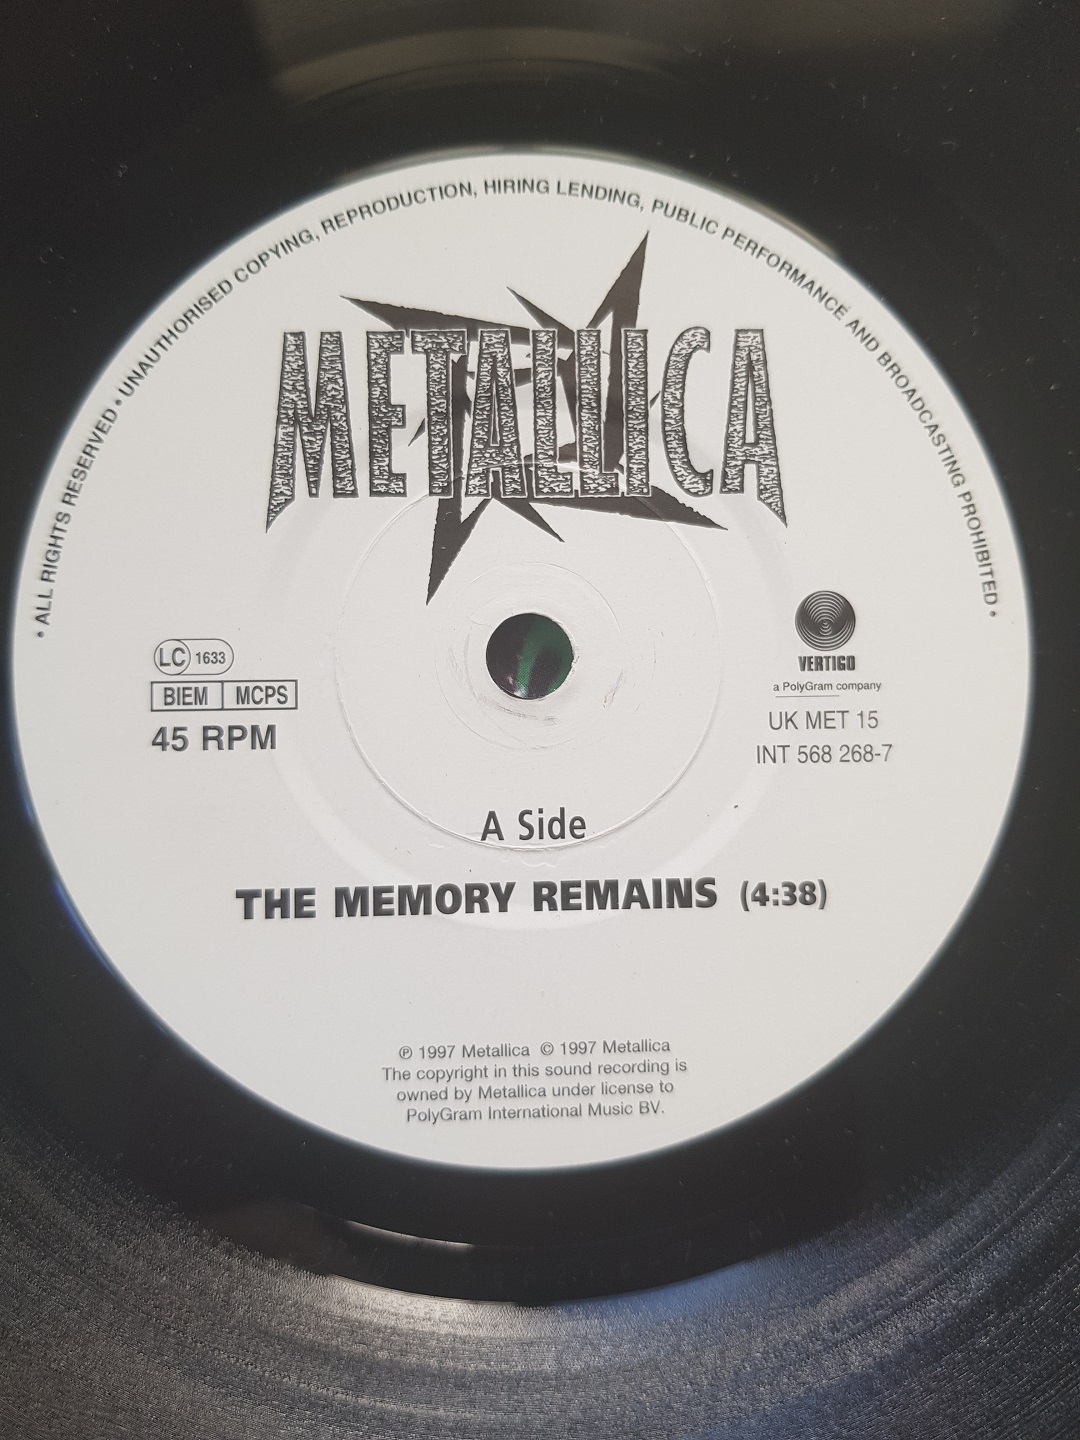 • ALL RIGHTS RESERVED • UNAUTHORISED COPYING, REPRODUCTION, HIRING LENDING, PUBLIC PERFORMANCE AND BROADCASTING PROHIBITED •
METALLICA
LC 1633
BIEM MCPS
45 RPM
VERTIGO
a PolyGram company
UK MET 15
INT 568 268-7
A Side
THE MEMORY REMAINS (4:38)
℗ 1997 Metallica © 1997 Metallica
The copyright in this sound recording is
owned by Metallica under license to
PolyGram International Music BV.